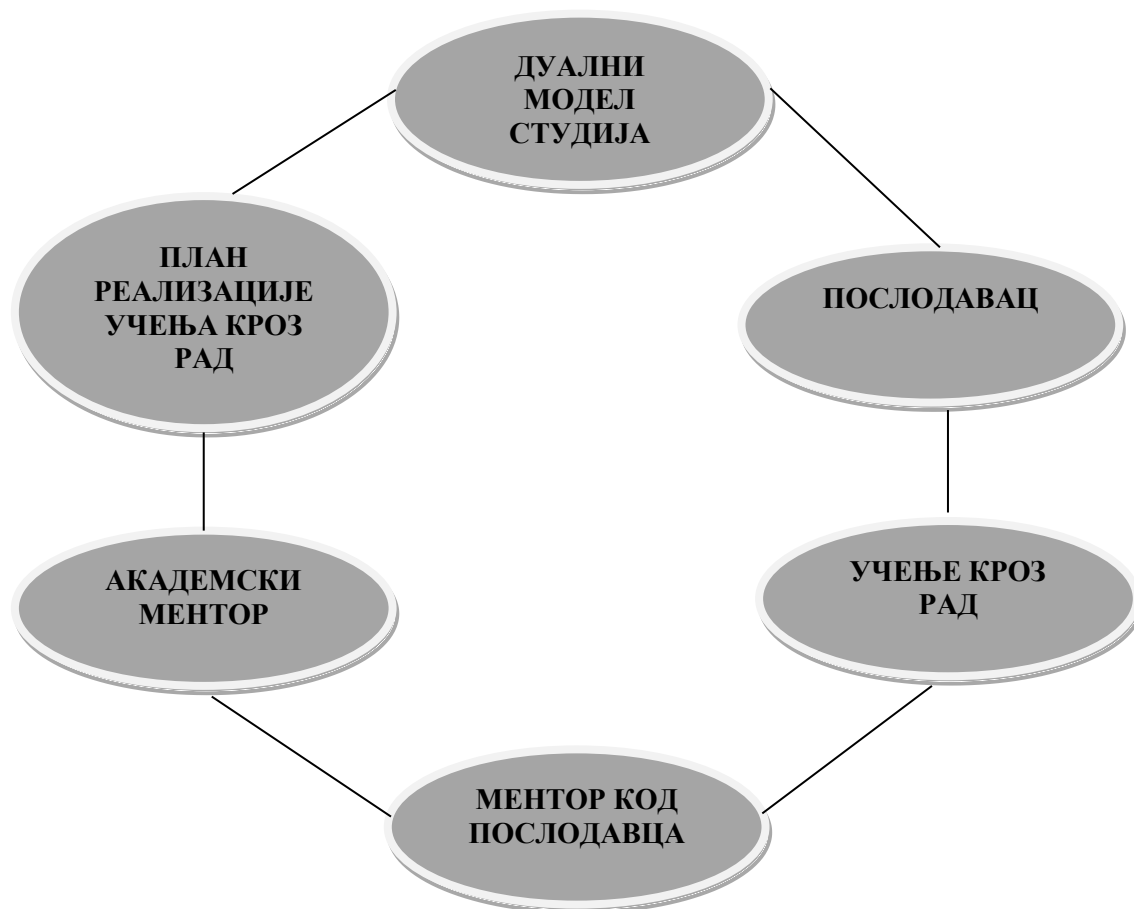 ДУАЛНИ
МОДЕЛ
СТУДИЈА
ПЛАН
РЕАЛИЗАЦИЈЕ
УЧЕЊА КРОЗ
РАД
ПОСЛОДАВАЦ
АКАДЕМСКИ
МЕНТОР
УЧЕЊЕ КРОЗ
РАД
МЕНТОР КОД
ПОСЛОДАВЦА